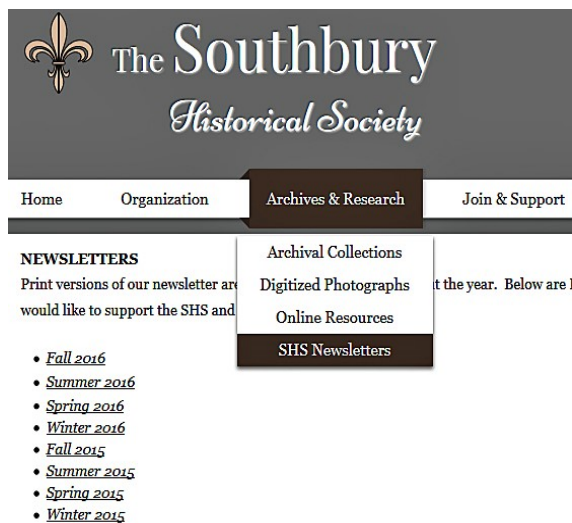 The Southbury
Historical Society
Home Organization Archives & Research Join & Support
Archival Collections
Digitized Photographs
Online Resources
SHS Newsletters
NEWSLETTERS
Print versions of our newsletter are t the year. Below are
would like to support the SHS and
Fall 2016
Summer 2016
Spring 2016
Winter 2016
Fall 2015
Summer 2015
Spring 2015
Winter 2015